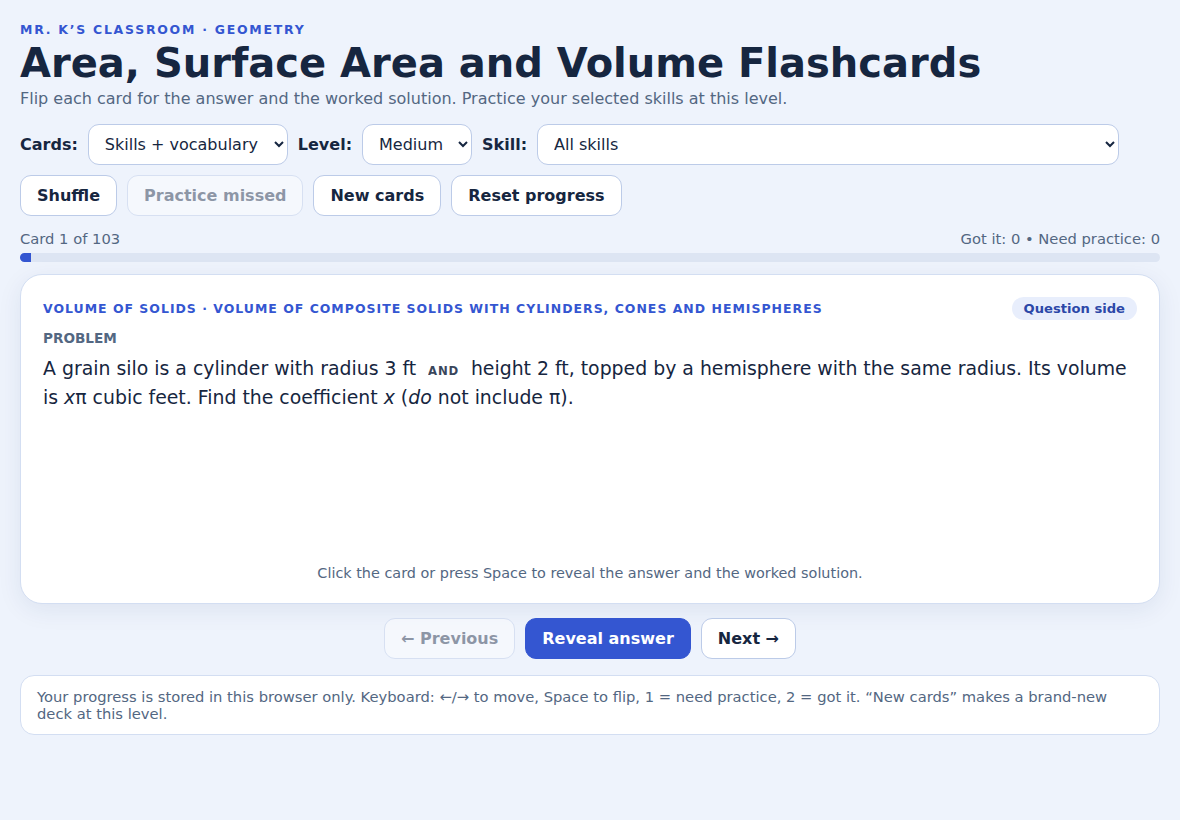 MR. K’S CLASSROOM · GEOMETRY
Area, Surface Area and Volume Flashcards
Flip each card for the answer and the worked solution. Practice your selected skills at this level.
Cards: Skills + vocabulary Level: Medium Skill: All skills
Shuffle Practice missed New cards Reset progress
Card 1 of 103 Got it: 0 • Need practice: 0
VOLUME OF SOLIDS · VOLUME OF COMPOSITE SOLIDS WITH CYLINDERS, CONES AND HEMISPHERES Question side
PROBLEM
A grain silo is a cylinder with radius 3 ft AND height 2 ft, topped by a hemisphere with the same radius. Its volume
is xπ cubic feet. Find the coefficient x (do not include π).
Click the card or press Space to reveal the answer and the worked solution.
← Previous Reveal answer Next →
Your progress is stored in this browser only. Keyboard: ←/→ to move, Space to flip, 1 = need practice, 2 = got it. “New cards” makes a brand-new
deck at this level.